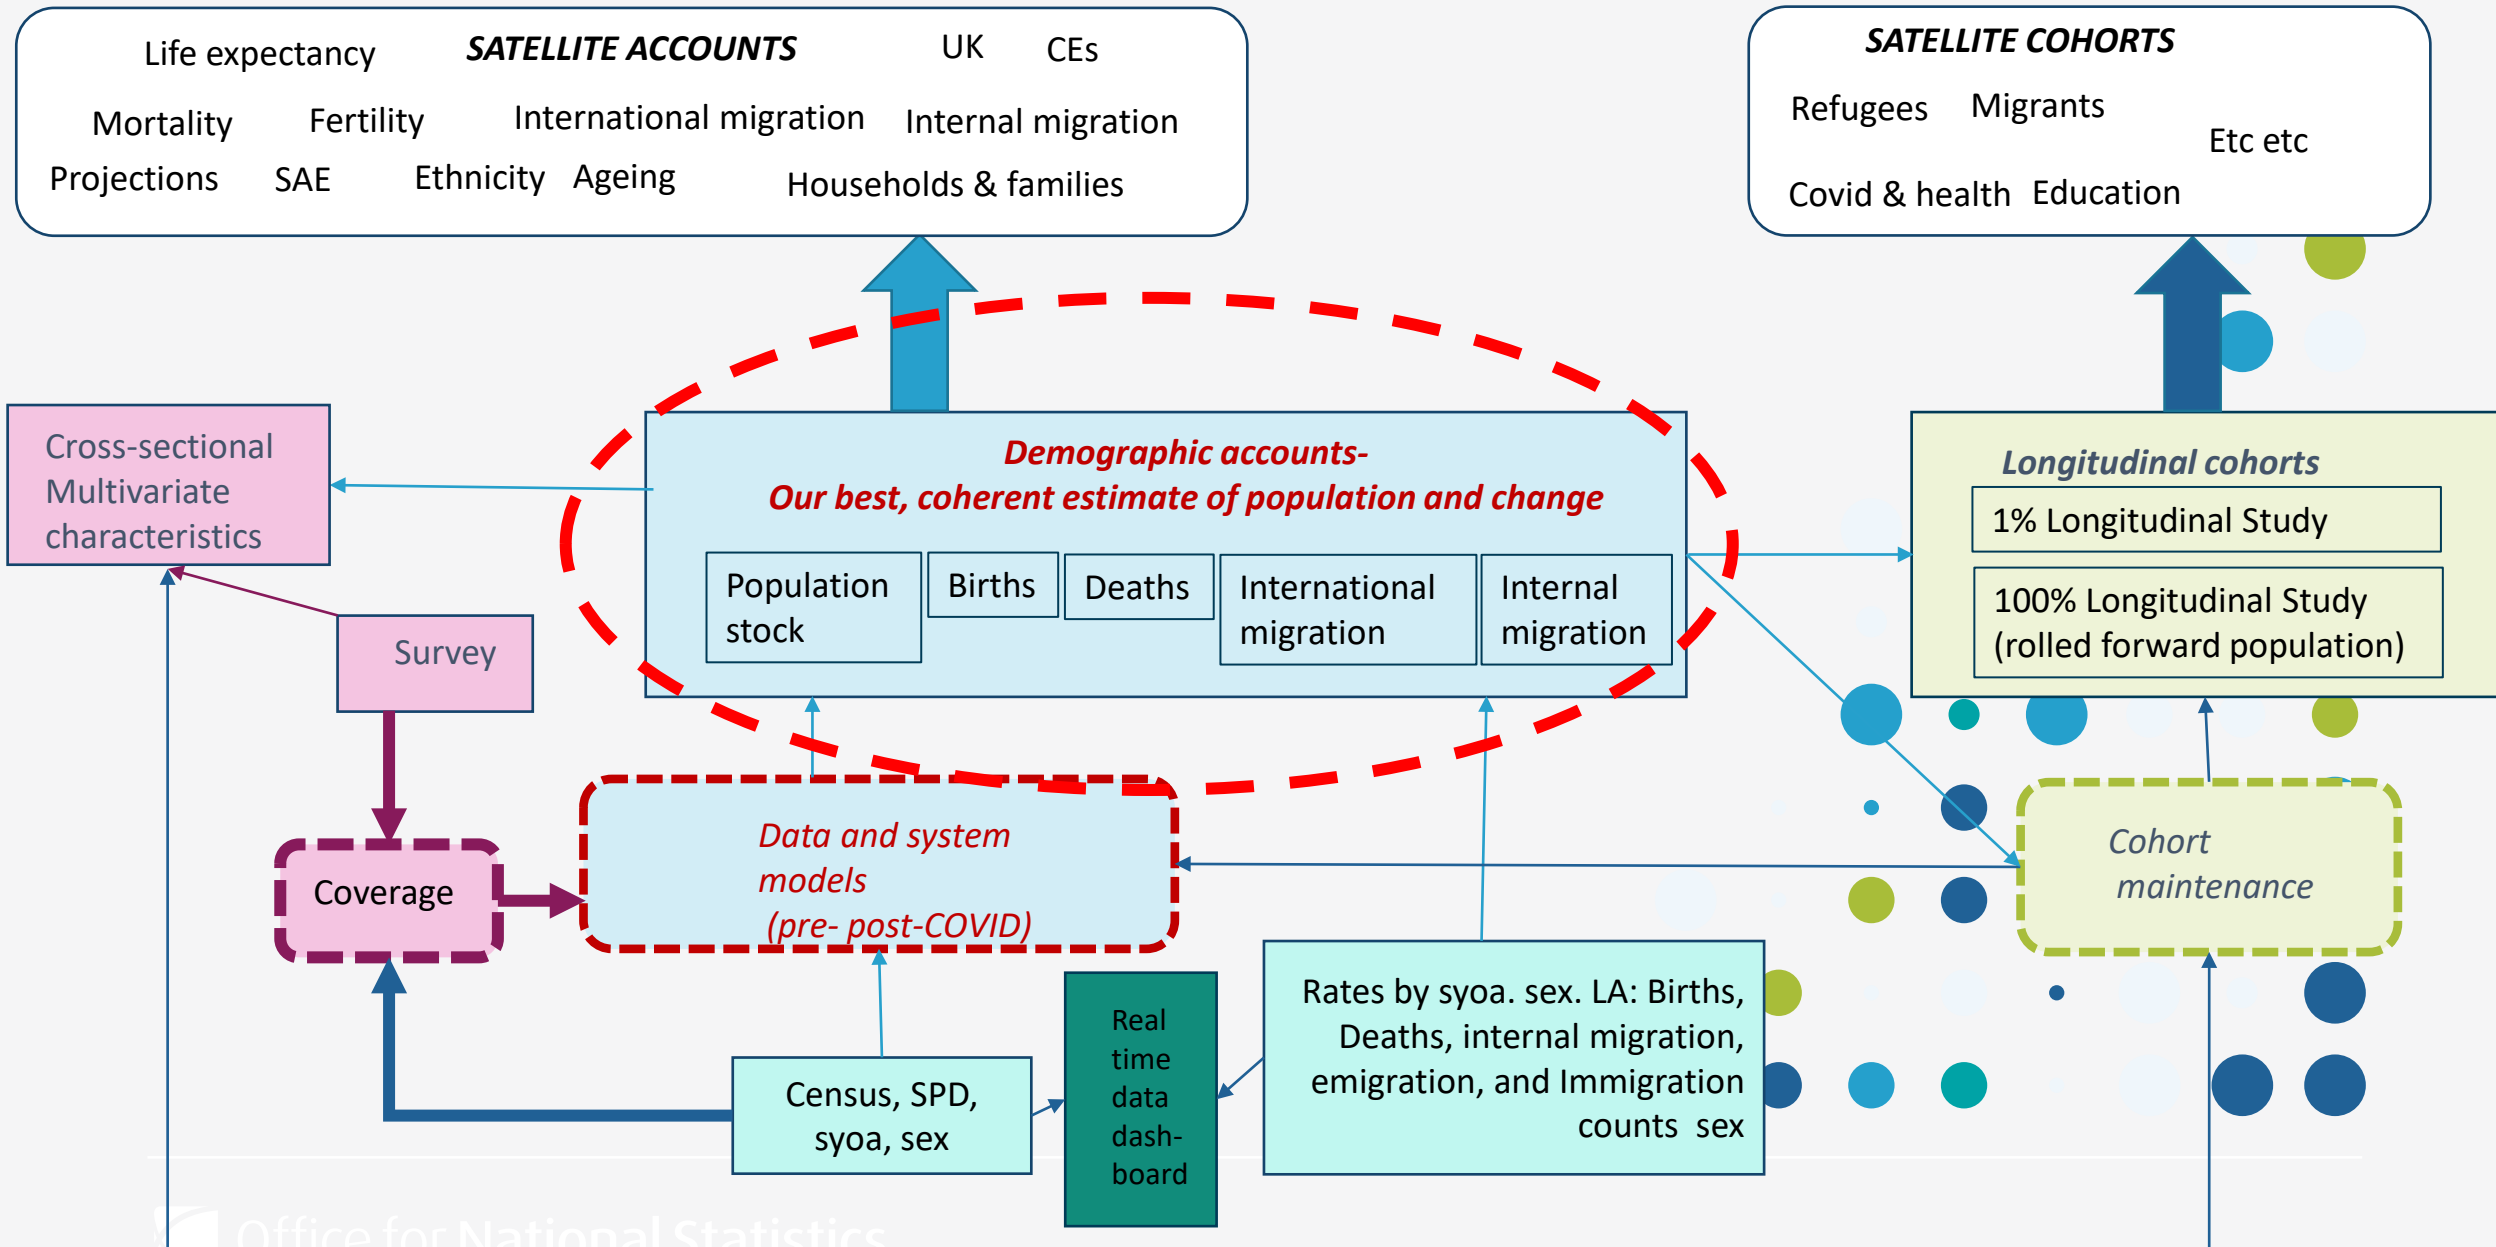 SATELLITE ACCOUNTS
Life expectancy
UK
CEs
Mortality
Fertility
International migration
Internal migration
Projections
SAE
Ethnicity
Ageing
Households & families
SATELLITE COHORTS
Refugees
Migrants
Etc etc
Covid & health
Education
Cross-sectional
Multivariate
characteristics
Demographic accounts-
Our best, coherent estimate of population and change
Population
stock
Births
Deaths
International
migration
Internal
migration
Longitudinal cohorts
1% Longitudinal Study
100% Longitudinal Study
(rolled forward population)
Survey
Coverage
Data and system
models
(pre- post-COVID)
Cohort
maintenance
Census, SPD,
syoa, sex
Real
time
data
dash-
board
Rates by syoa. sex. LA: Births,
Deaths, internal migration,
emigration, and Immigration
counts  sex
Office for National Statistics